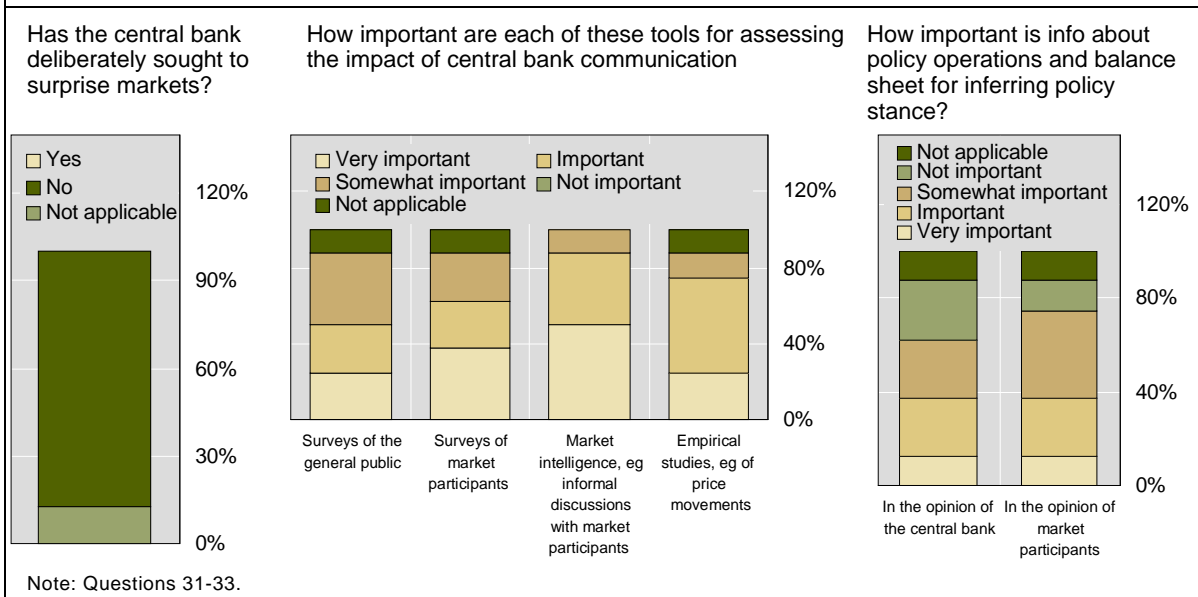 Has the central bank
deliberately sought to
surprise markets?
Yes
No
Not applicable
120%
90%
60%
30%
0%
How important are each of these tools for assessing
the impact of central bank communication
Very important
Important
Somewhat important
Not important
Not applicable
120%
80%
40%
0%
Surveys of the
general public
Surveys of
market
participants
Market
intelligence, eg
informal
discussions
with market
participants
Empirical
studies, eg of
price
movements
How important is info about
policy operations and balance
sheet for inferring policy
stance?
Not applicable
Not important
Somewhat important
Important
Very important
120%
80%
40%
0%
In the opinion of
the central bank
In the opinion of
market
participants
Note: Questions 31-33.